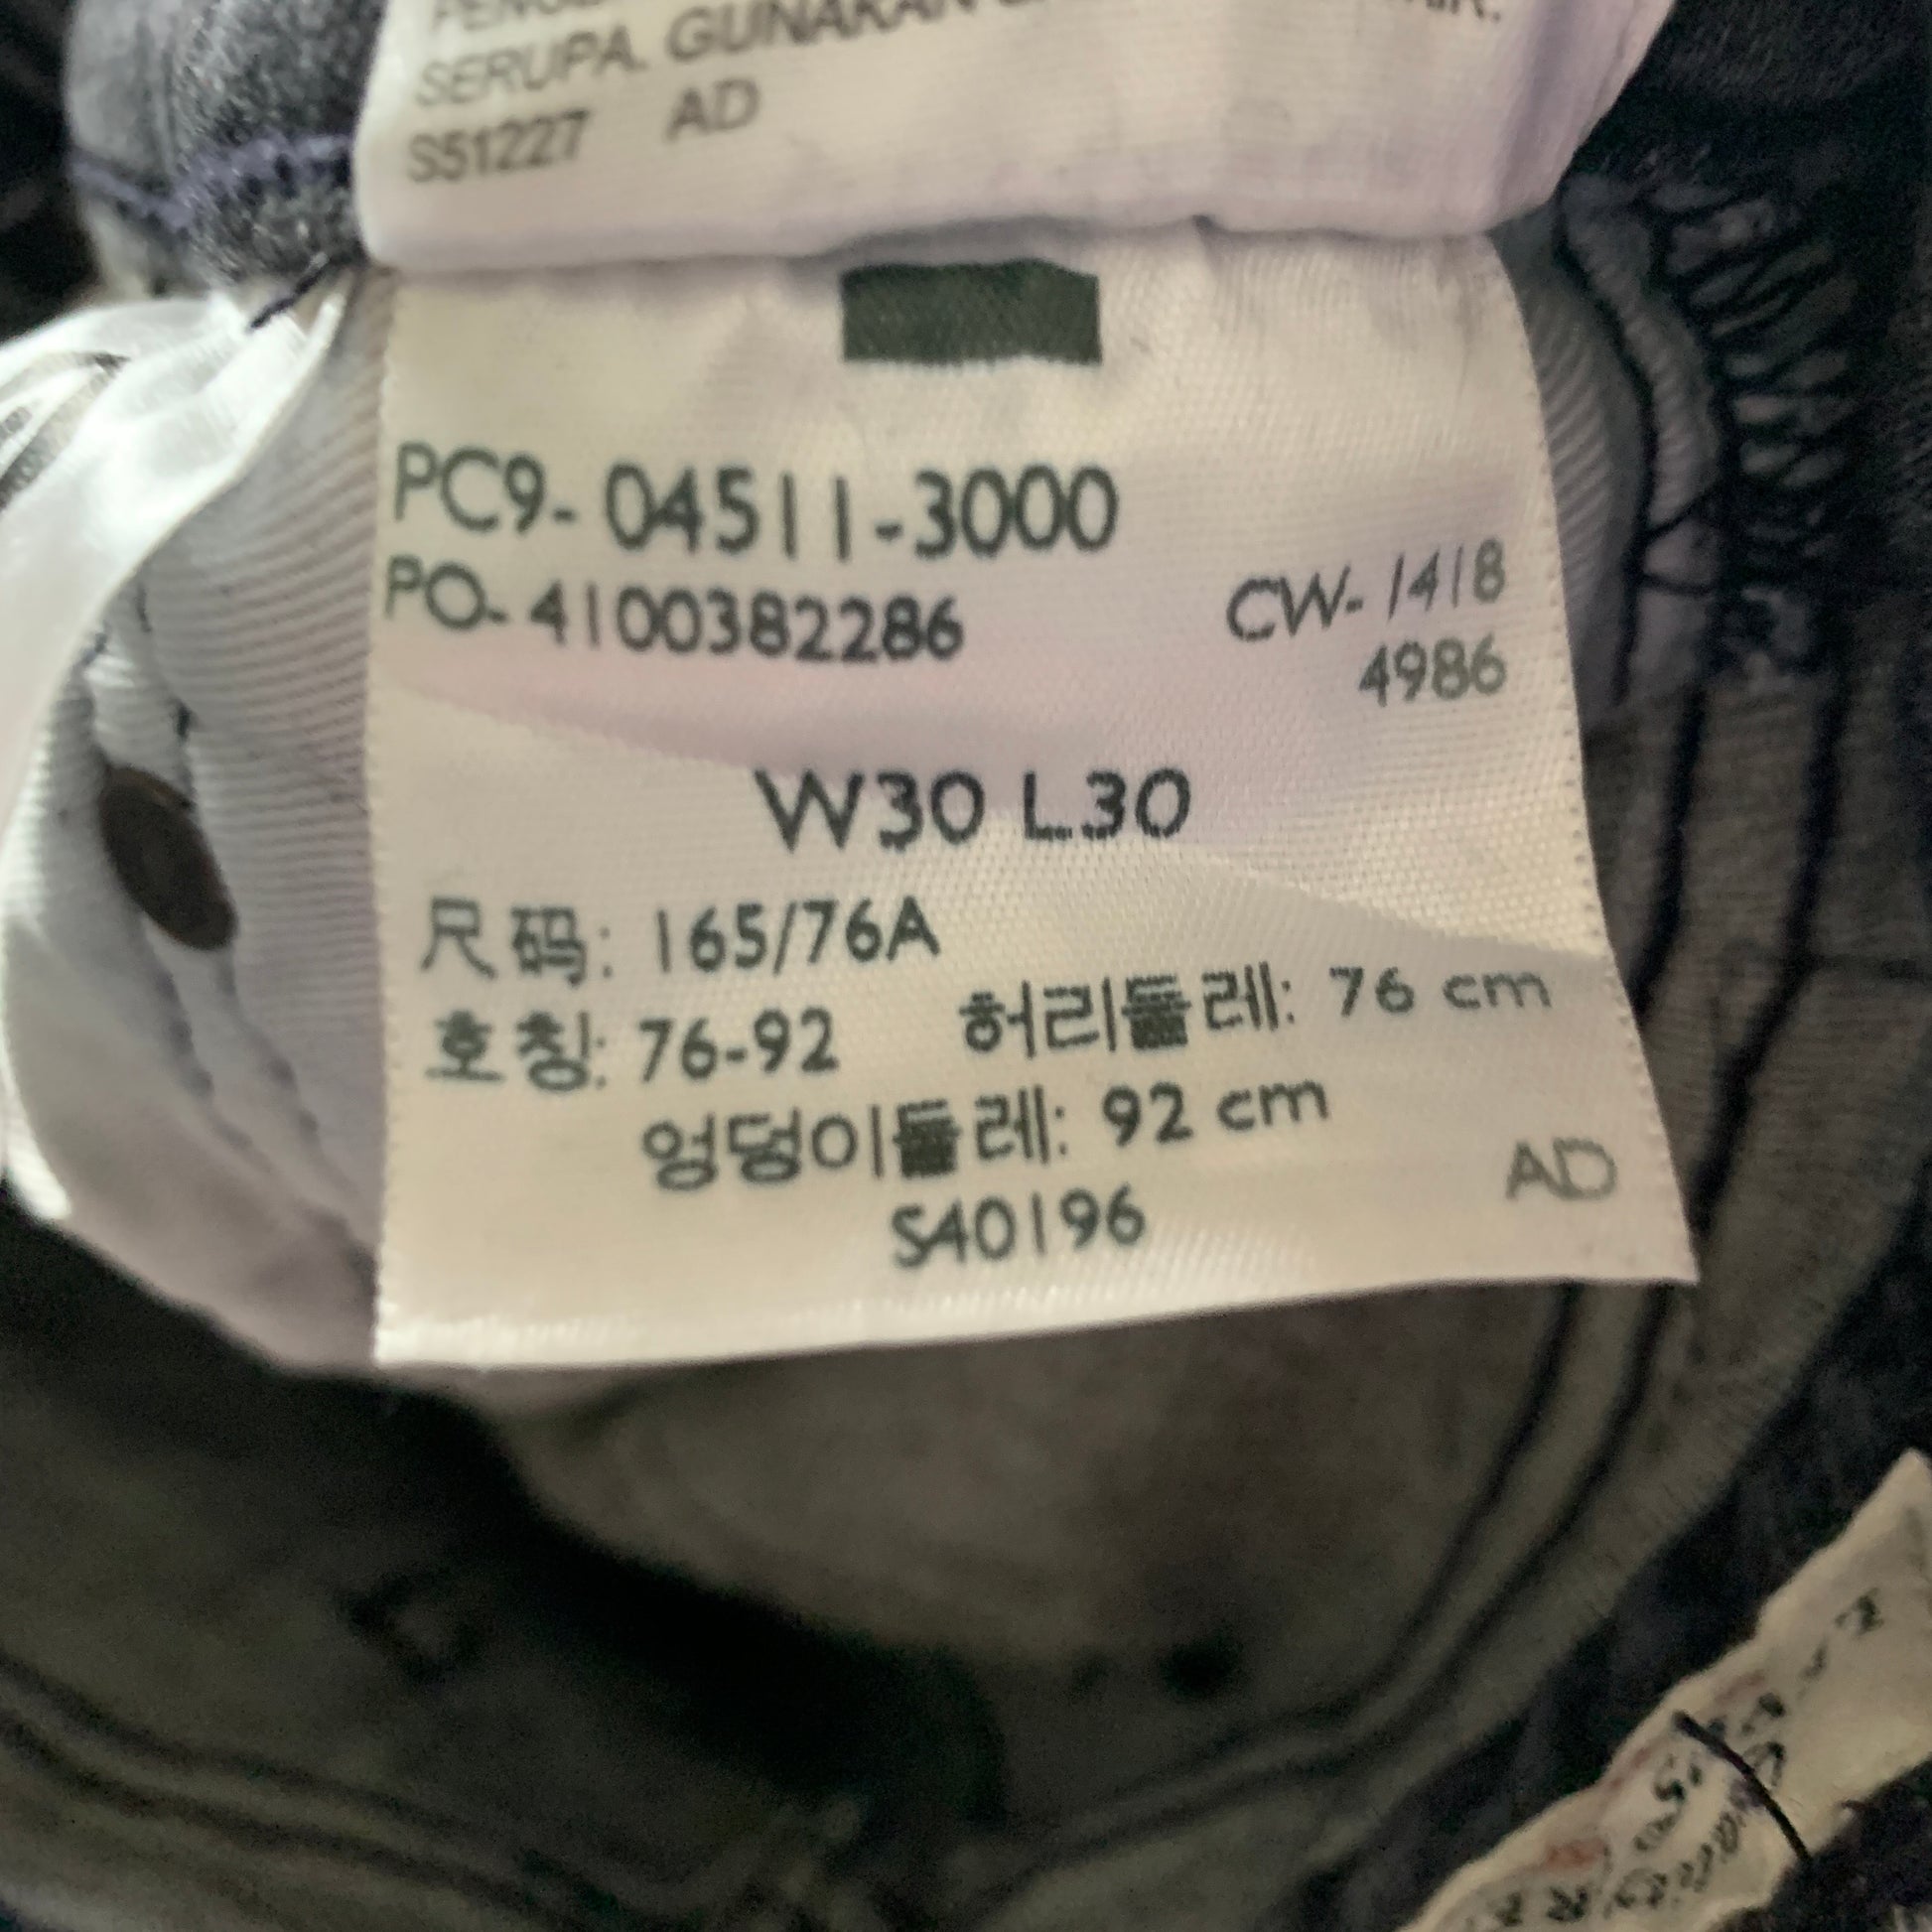 SERUPA. GUNAKAN
S51227 AD
PC9-04511-3000
PO-4100382286
CW-1418
4986
W30 L30
尺码: 165/76A
호칭: 76-92 허리둘레: 76 cm
엉덩이둘레: 92 cm
S40196
AD